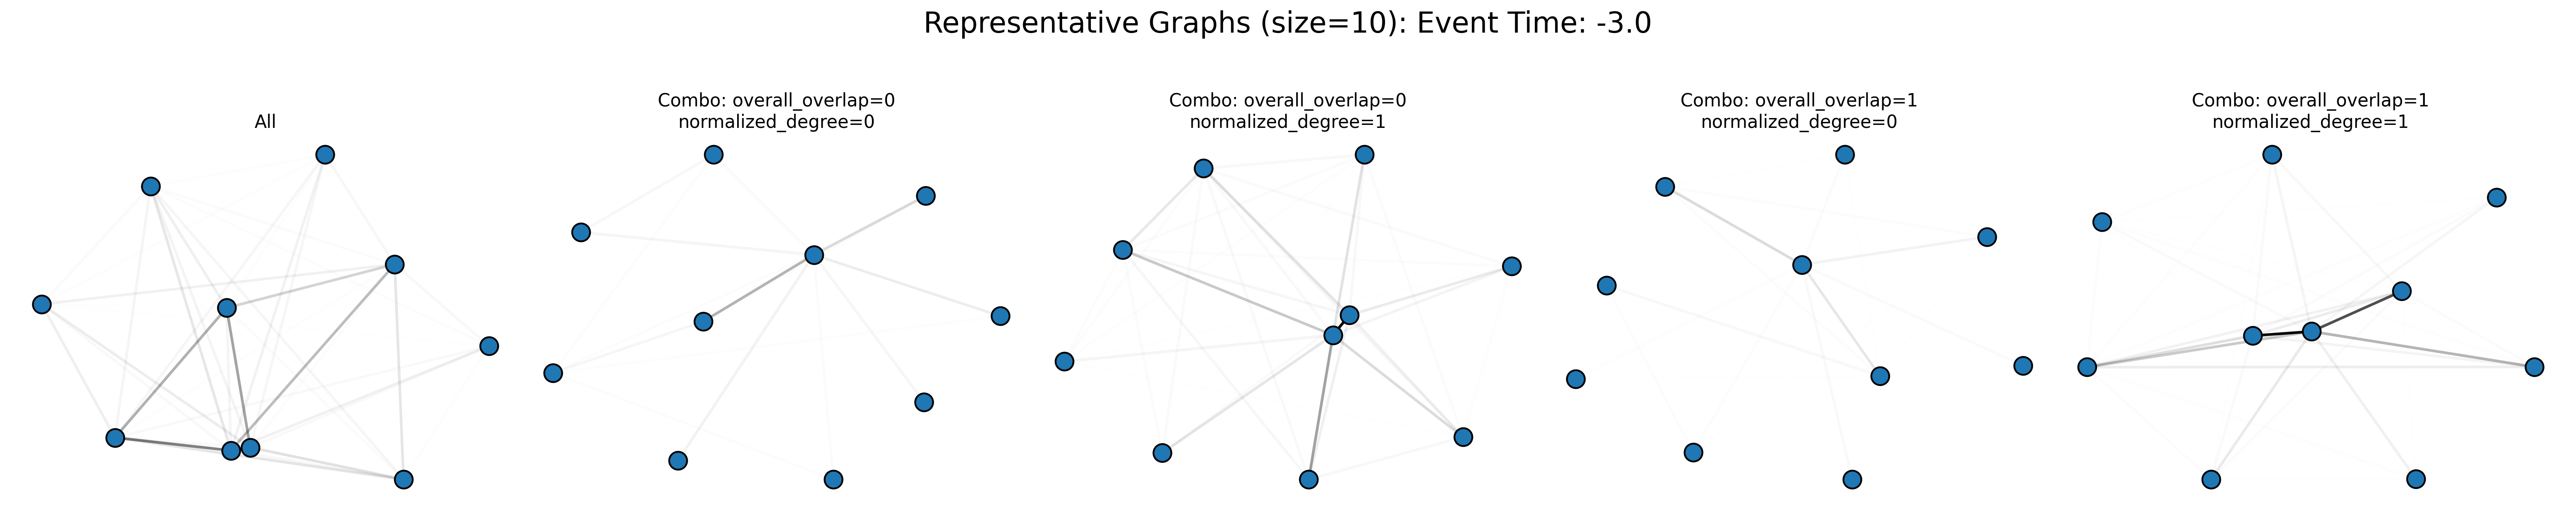 Representative Graphs (size=10): Event Time: -3.0
All
Combo: overall_overlap=0
normalized_degree=0
Combo: overall_overlap=0
normalized_degree=1
Combo: overall_overlap=1
normalized_degree=0
Combo: overall_overlap=1
normalized_degree=1